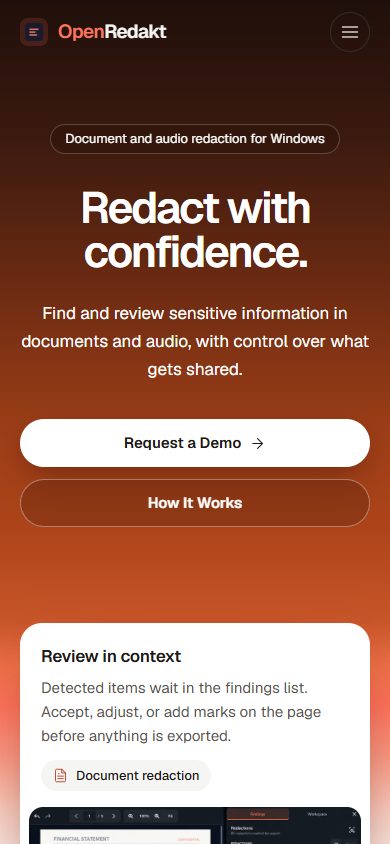 OpenRedakt
Document and audio redaction for Windows
Redact with
confidence.
Find and review sensitive information in
documents and audio, with control over what
gets shared.
Request a Demo →
How It Works
Review in context
Detected items wait in the findings list.
Accept, adjust, or add marks on the page
before anything is exported.
Document redaction
Findings
Workspace
FINANCIAL STATEMENT